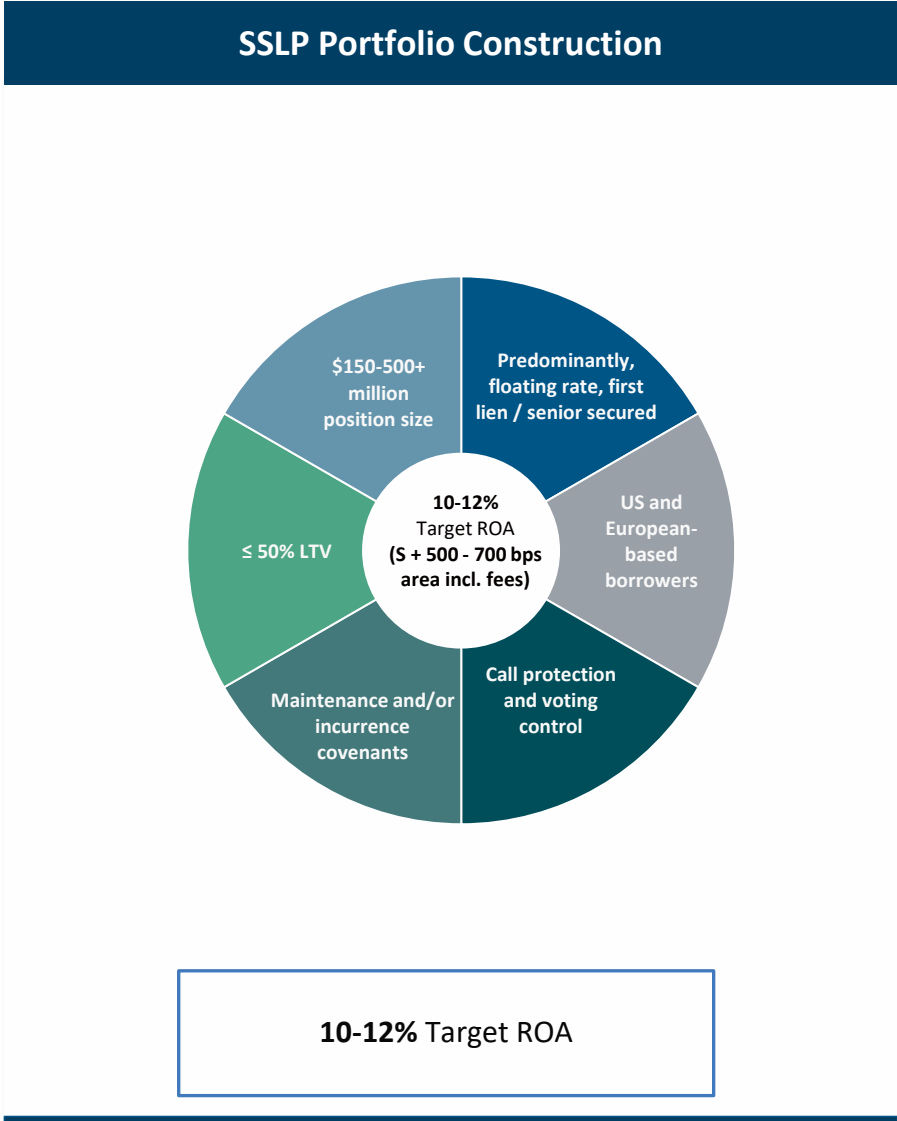 SSLP Portfolio Construction
$150-500+
million
position size
Predominantly,
floating rate, first
lien / senior secured
≤ 50% LTV
10-12%
Target ROA
(S + 500 - 700 bps
area incl. fees)
US and
European-
based
borrowers
Maintenance and/or
incurrence
covenants
Call protection
and voting
control
10-12% Target ROA